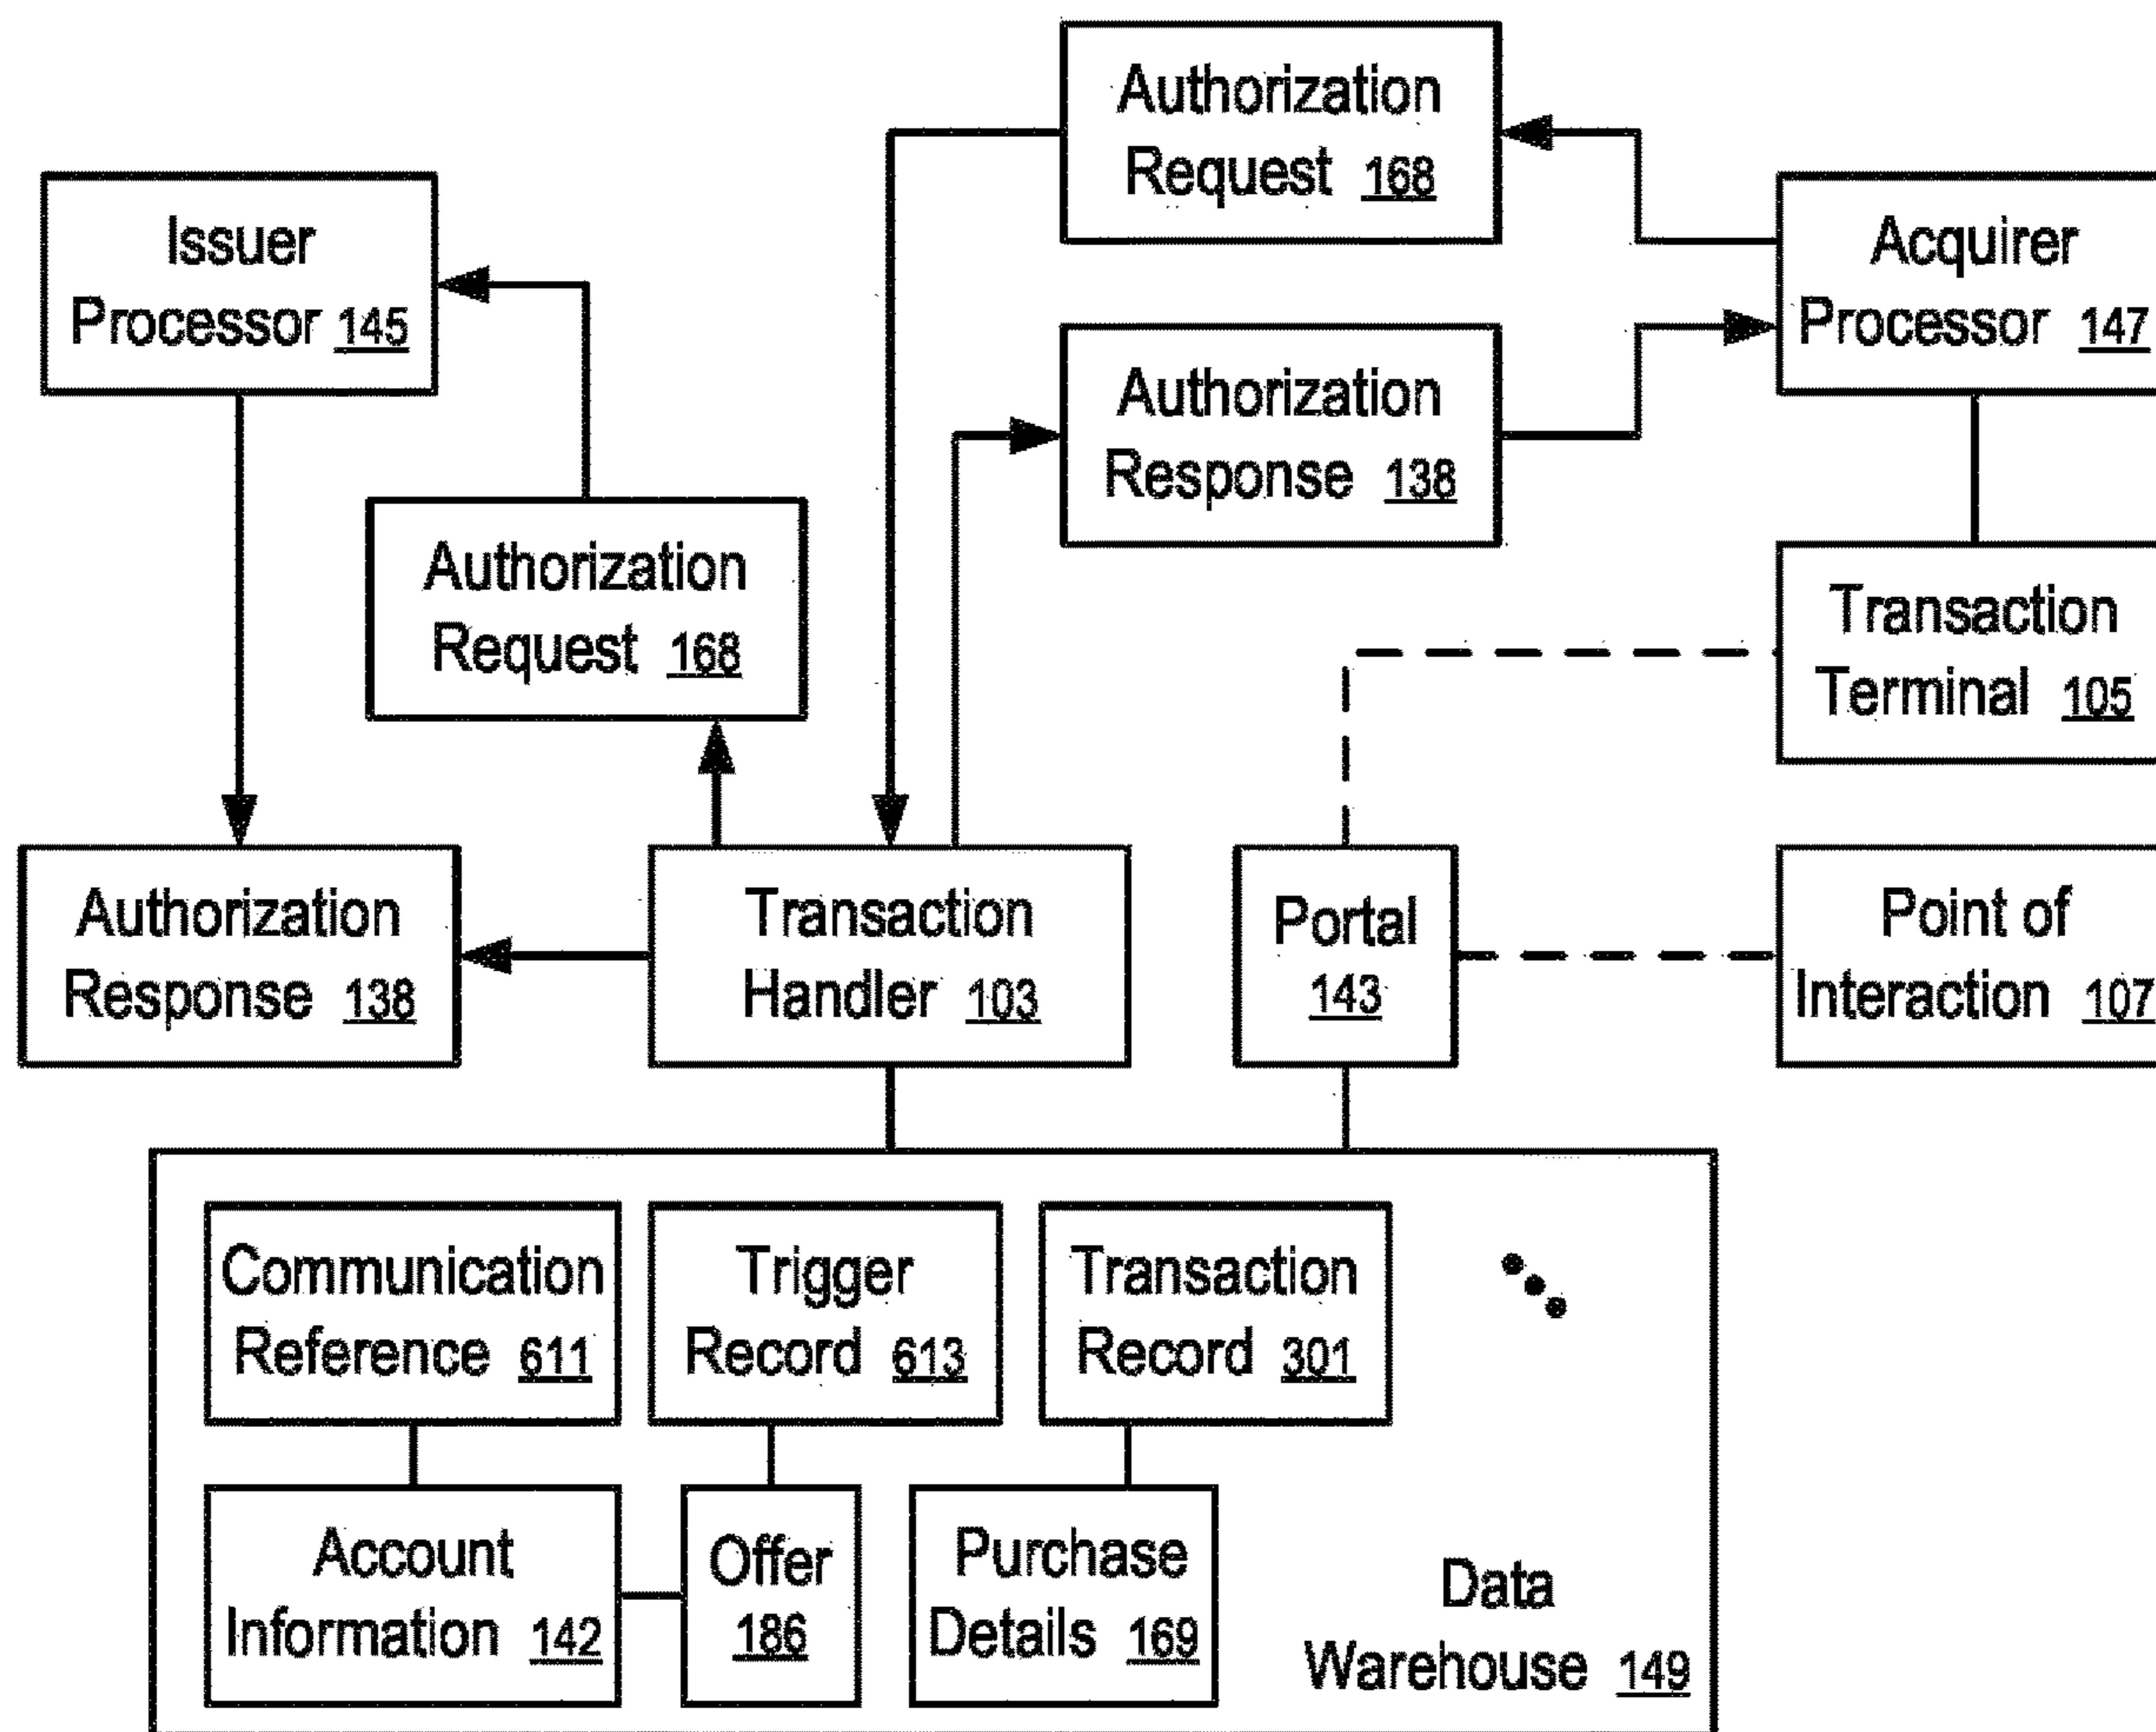 Authorization
Request 168
Issuer
Processor 145
Acquirer
Processor 147
Authorization
Response 138
Authorization
Request 168
Transaction
Terminal 105
Authorization
Response 138
Transaction
Handler 103
Portal
143
Point of
Interaction 107
Communication
Reference 611
Trigger
Record 613
Transaction
Record 301
Account
Information 142
Offer
186
Purchase
Details 169
Data
Warehouse 149